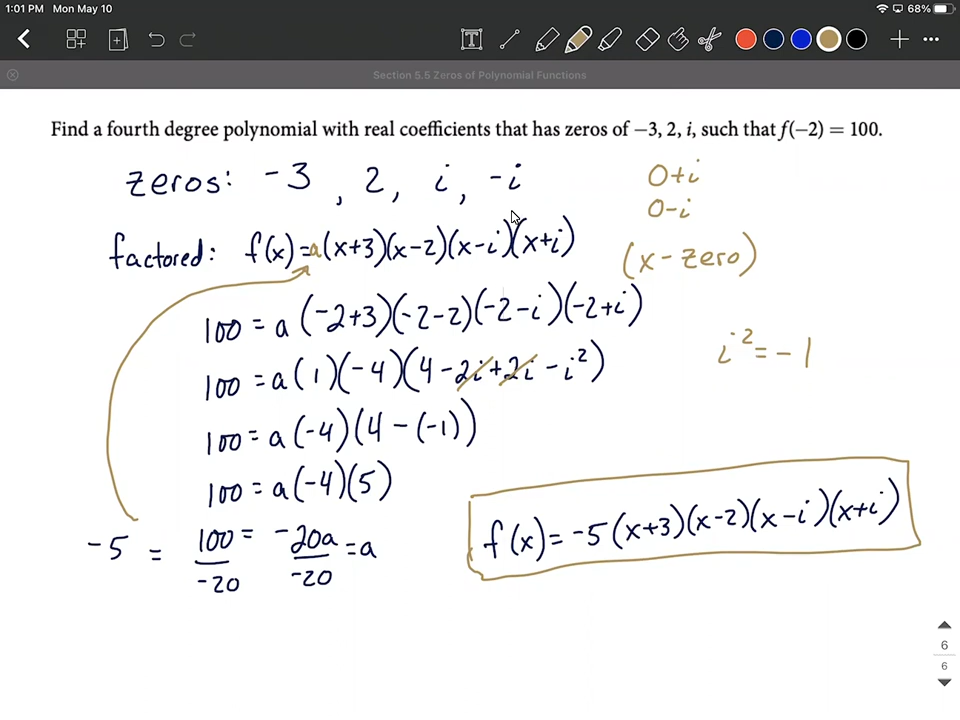 1:01 PM Mon May 10 68%
Section 5.5 Zeros of Polynomial Functions
Find a fourth degree polynomial with real coefficients that has zeros of −3, 2, i, such that f(−2) = 100.
zeros: -3, 2, i, -i
0+i
0-i
factored: f(x)=a(x+3)(x-2)(x-i)(x+i)
(x-zero)
100 = a(-2+3)(-2-2)(-2-i)(-2+i)
i²=-1
100 = a(1)(-4)(4-2i+2i-i²)
100 = a(-4)(4-(-1))
100 = a(-4)(5)
-5 = 100/-20 = -20a/-20 = a
f(x)=-5(x+3)(x-2)(x-i)(x+i)
6
6